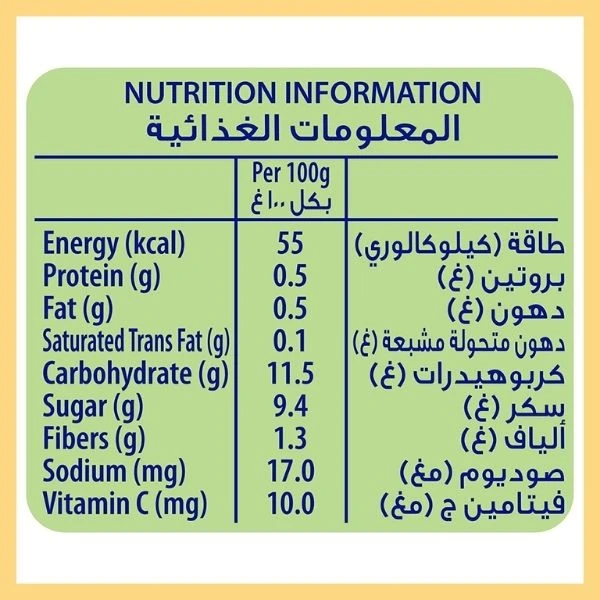 NUTRITION INFORMATION
المعلومات الغذائية
Per 100g
بكل ١٠٠غ
Energy (kcal) 55 طاقة (كيلوكالوري)
Protein (g) 0.5 بروتين (غ)
Fat (g) 0.5 دهون (غ)
Saturated Trans Fat (g) 0.1 دهون متحولة مشبعة (غ)
Carbohydrate (g) 11.5 كربوهيدرات (غ)
Sugar (g) 9.4 سكر (غ)
Fibers (g) 1.3 ألياف (غ)
Sodium (mg) 17.0 صوديوم (مغ)
Vitamin C (mg) 10.0 فيتامين ج (مغ)